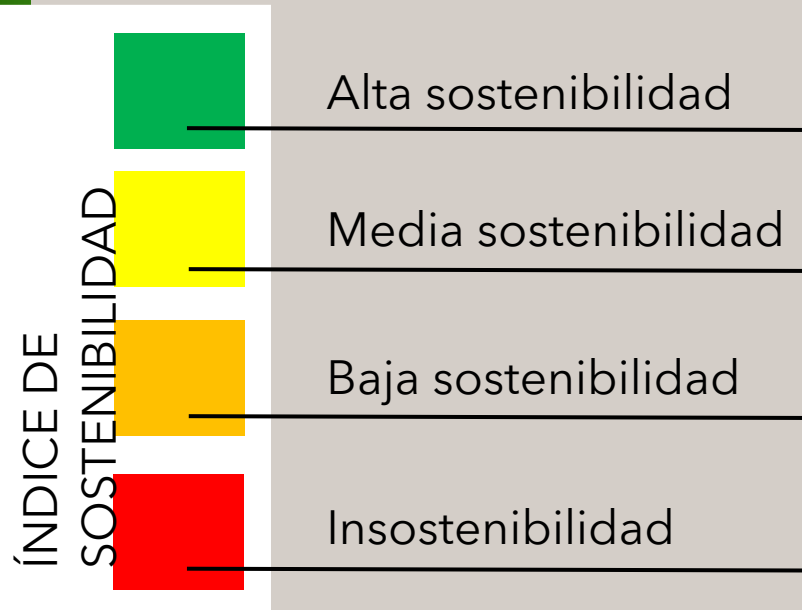 ÍNDICE DE
SOSTENIBILIDAD
Alta sostenibilidad
Media sostenibilidad
Baja sostenibilidad
Insostenibilidad